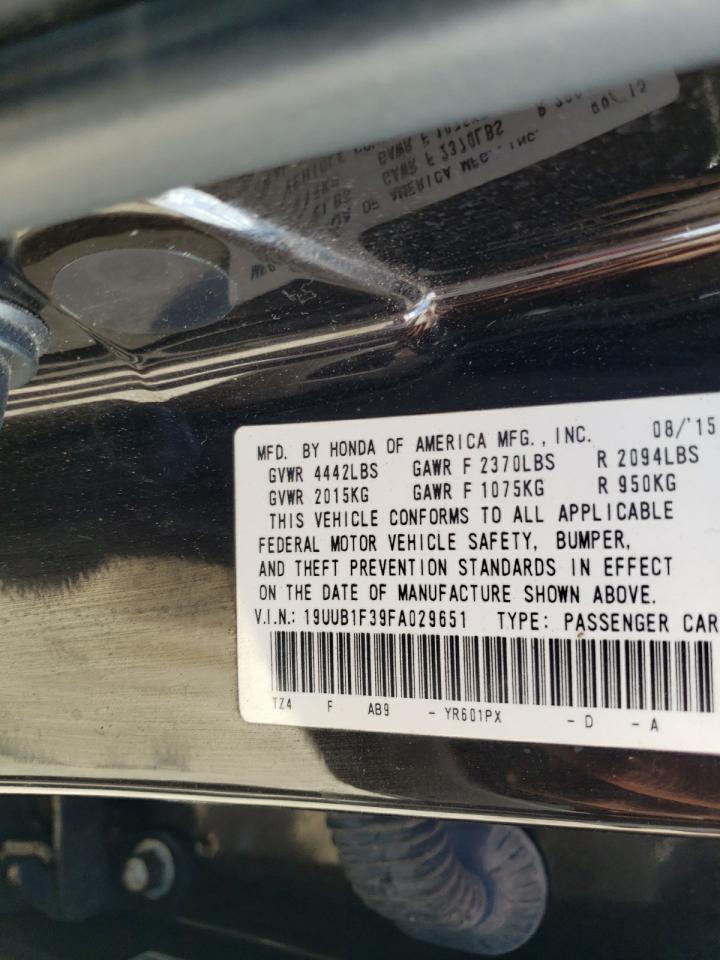 MFD. BY HONDA OF AMERICA MFG., INC. 08/'15
GVWR 4442LBS GAWR F 2370LBS R 2094LBS
GVWR 2015KG GAWR F 1075KG R 950KG
THIS VEHICLE CONFORMS TO ALL APPLICABLE
FEDERAL MOTOR VEHICLE SAFETY, BUMPER,
AND THEFT PREVENTION STANDARDS IN EFFECT
ON THE DATE OF MANUFACTURE SHOWN ABOVE.
V.I.N.: 19UUB1F39FA029651 TYPE: PASSENGER CAR
TZ4 F AB9 - YR601PX - D - A